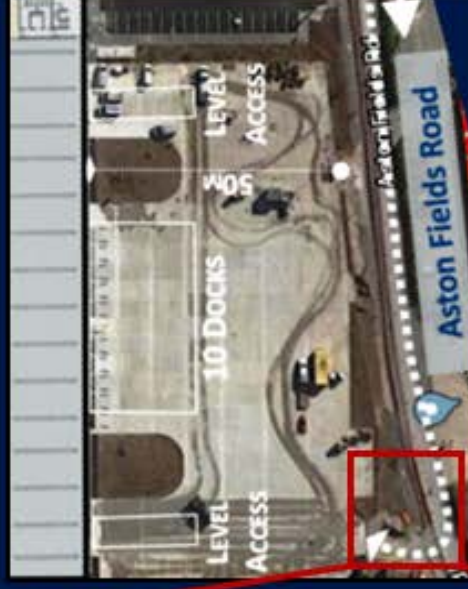 LEVEL
ACCESS
50M
10 DOCKS
LEVEL
ACCESS
Aston Fields Rd
Aston Fields Road